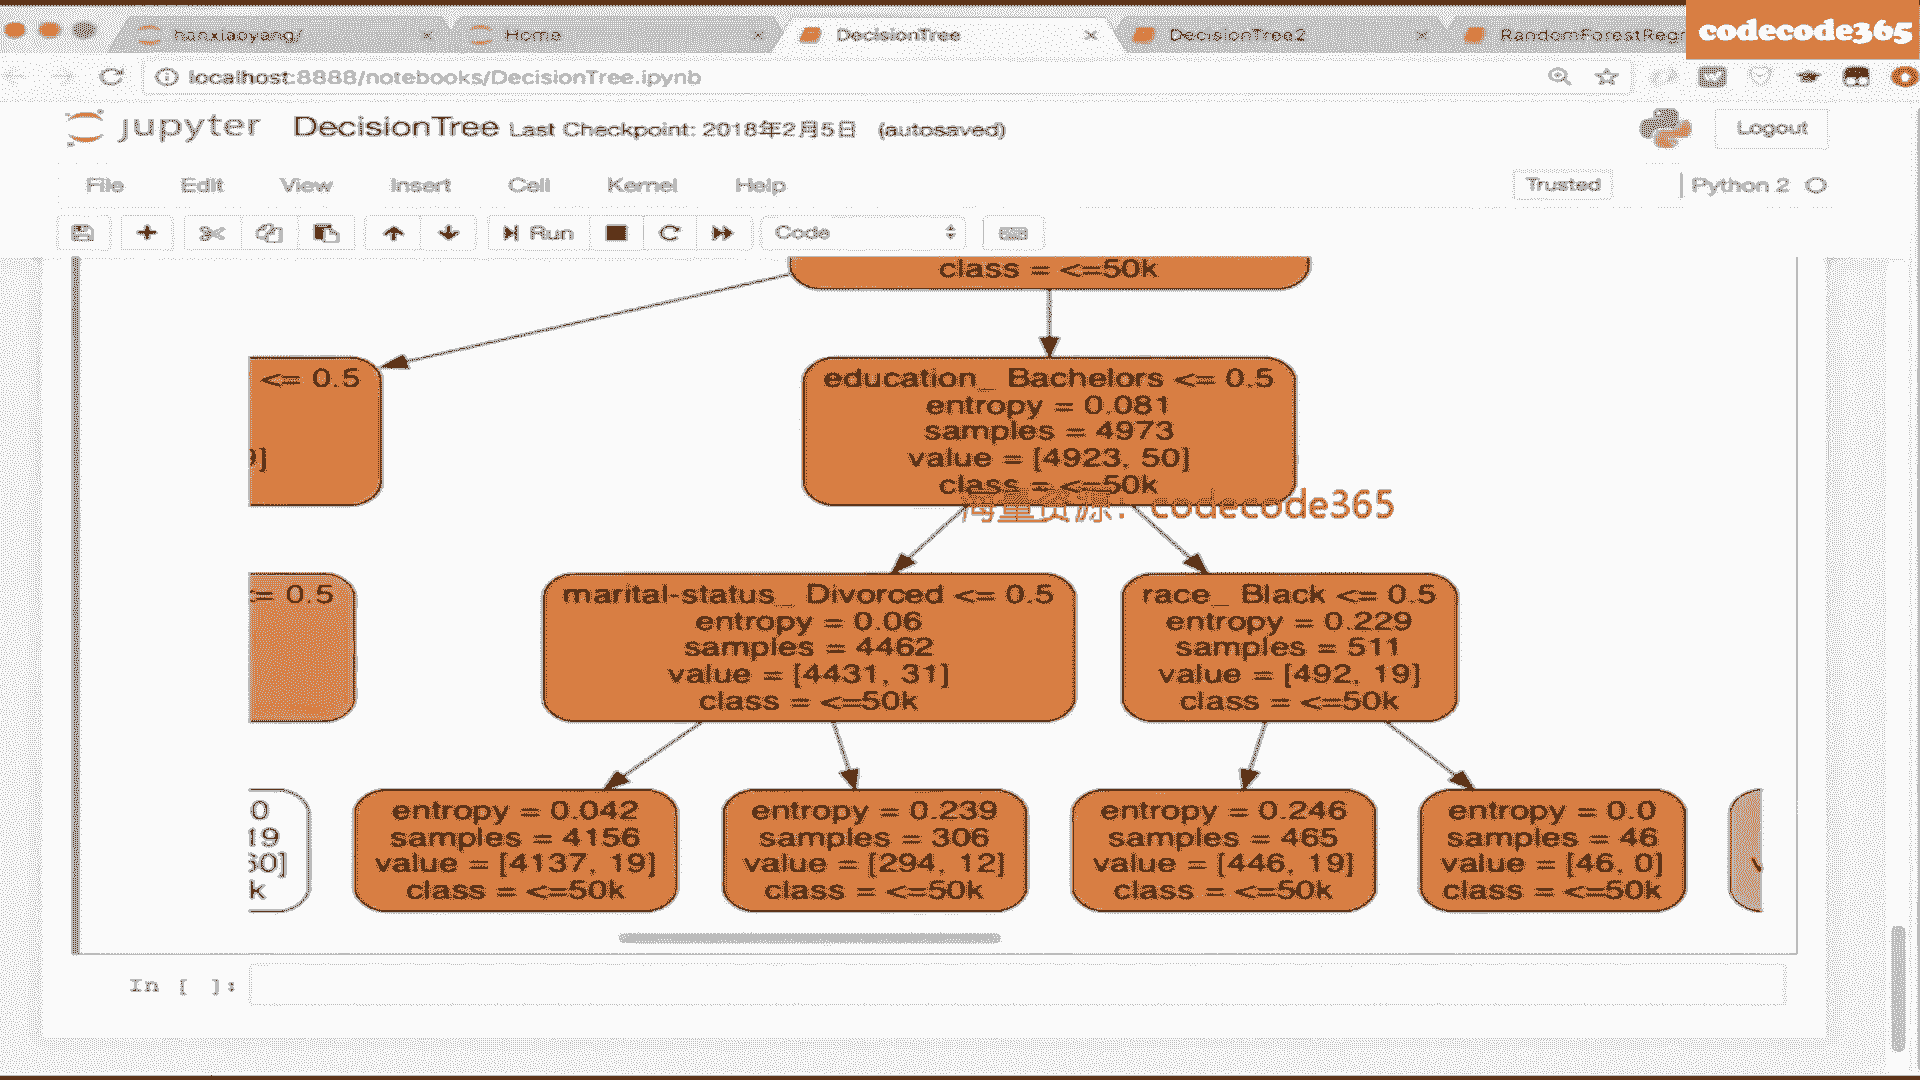 hanxiaoyang/
Home
DecisionTree
DecisionTree2
RandomForestRegr
codecode365
localhost:8888/notebooks/DecisionTree.ipynb
jupyter DecisionTree Last Checkpoint: 2018年2月5日 (autosaved)
Logout
File Edit View Insert Cell Kernel Help
Trusted
Python 2
Run
Code
class = <=50k
<= 0.5
9]
education_ Bachelors <= 0.5
entropy = 0.081
samples = 4973
value = [4923, 50]
class = <=50k
海量资源：codecode365
<= 0.5
marital-status_ Divorced <= 0.5
entropy = 0.06
samples = 4462
value = [4431, 31]
class = <=50k
race_ Black <= 0.5
entropy = 0.229
samples = 511
value = [492, 19]
class = <=50k
0
19
60]
k
entropy = 0.042
samples = 4156
value = [4137, 19]
class = <=50k
entropy = 0.239
samples = 306
value = [294, 12]
class = <=50k
entropy = 0.246
samples = 465
value = [446, 19]
class = <=50k
entropy = 0.0
samples = 46
value = [46, 0]
class = <=50k
In [ ]: